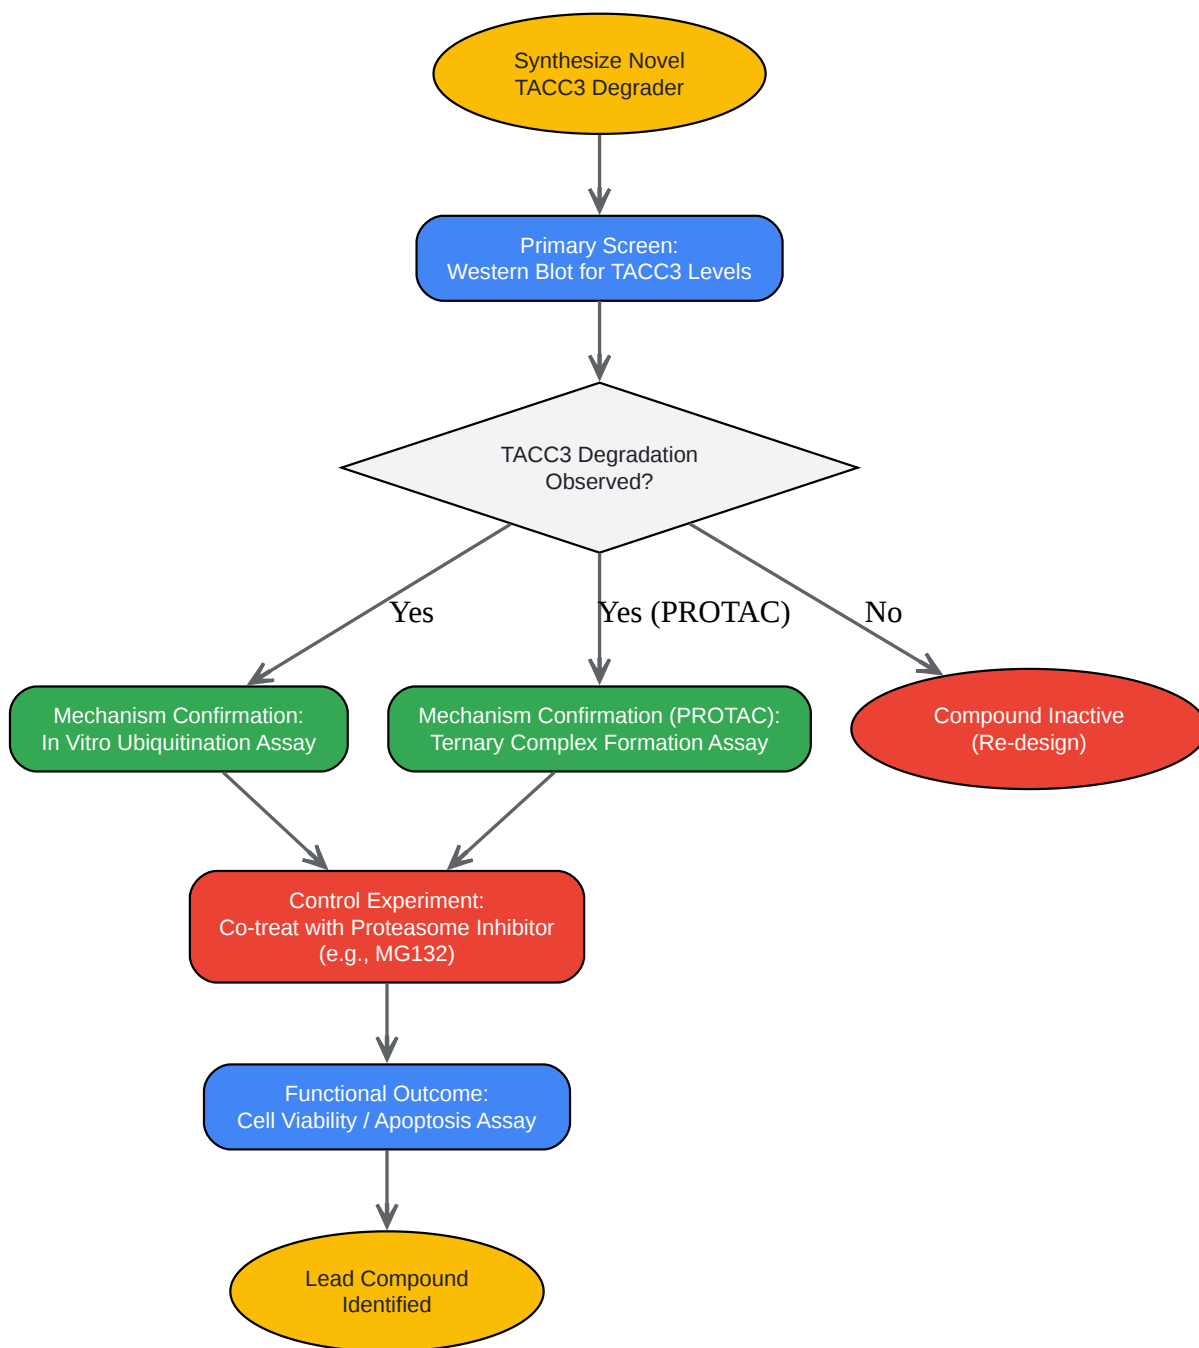 Synthesize Novel
TACC3 Degrader
Primary Screen:
Western Blot for TACC3 Levels
TACC3 Degradation
Observed?
Yes
Yes (PROTAC)
No
Mechanism Confirmation:
In Vitro Ubiquitination Assay
Mechanism Confirmation (PROTAC):
Ternary Complex Formation Assay
Compound Inactive
(Re-design)
Control Experiment:
Co-treat with Proteasome Inhibitor
(e.g., MG132)
Functional Outcome:
Cell Viability / Apoptosis Assay
Lead Compound
Identified